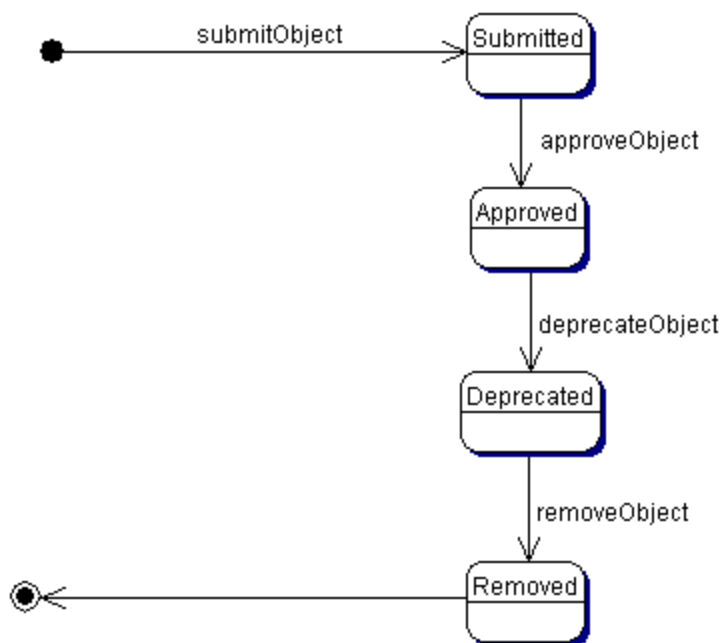 submitObject
Submitted
approveObject
Approved
deprecateObject
Deprecated
removeObject
Removed